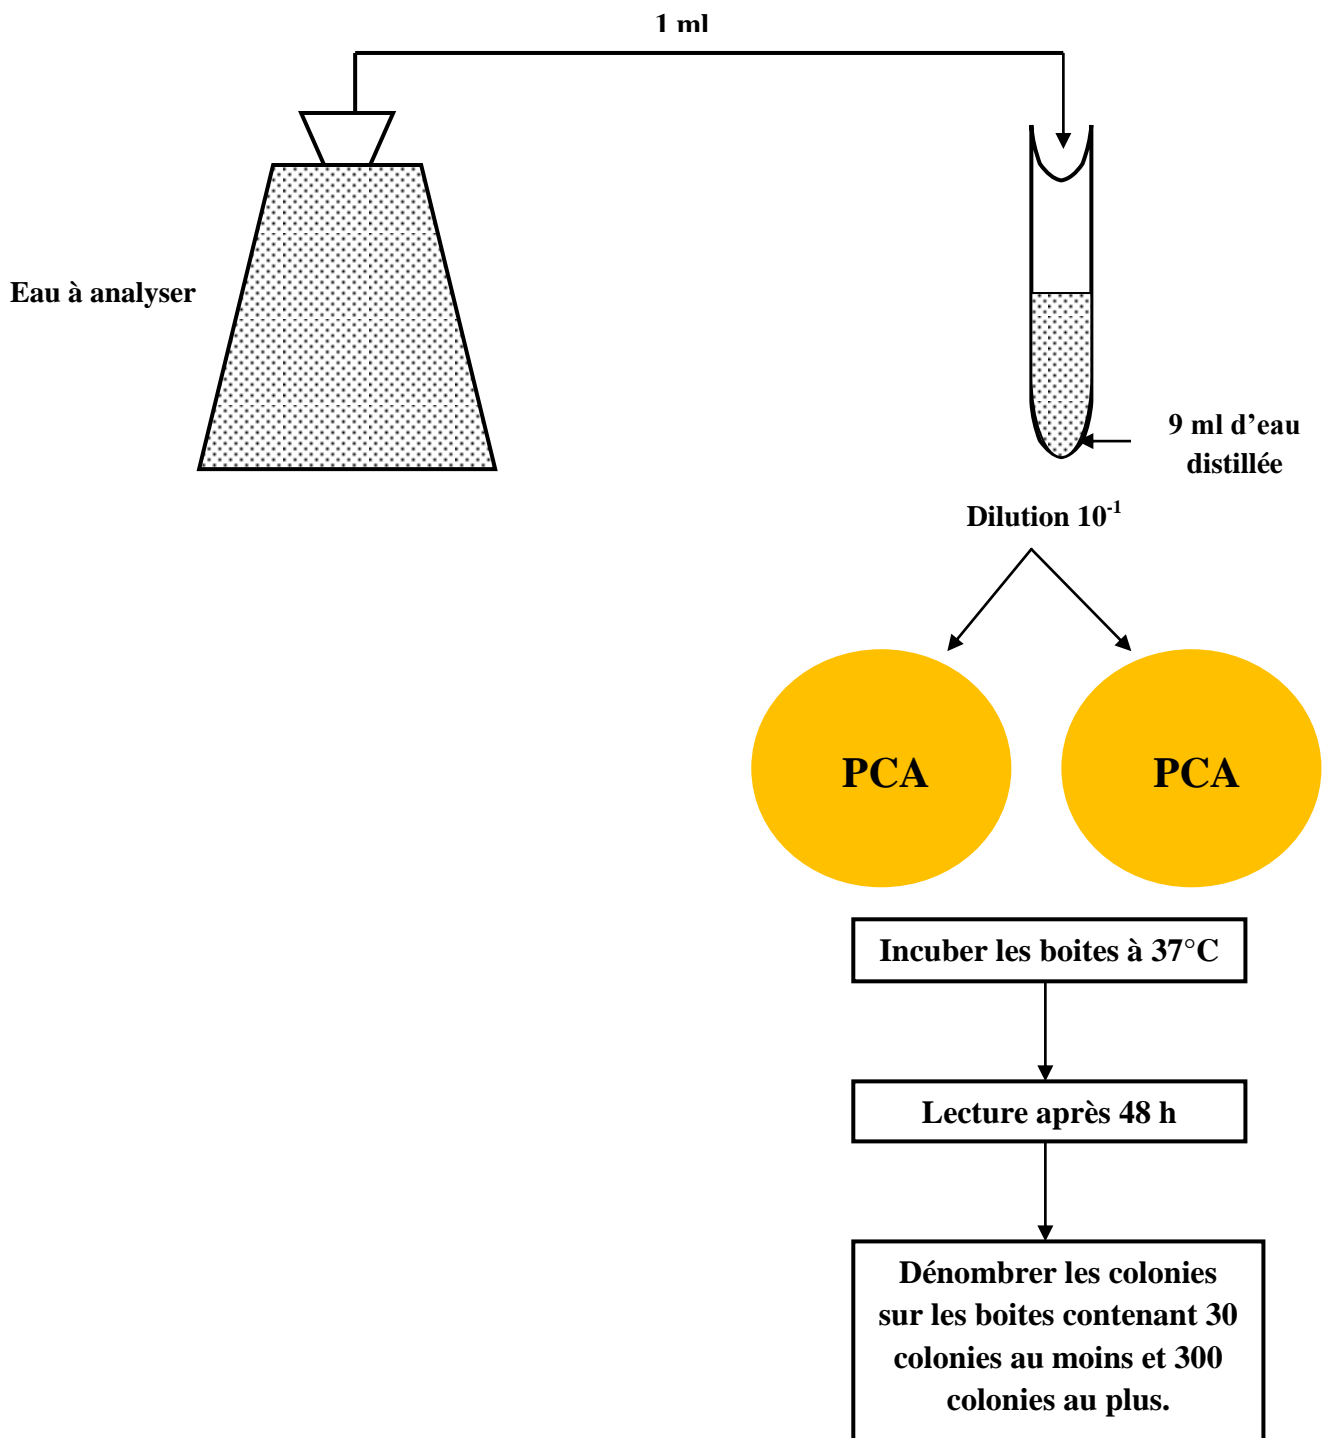 1 ml
Eau à analyser
9 ml d’eau
distillée
Dilution 10⁻¹
PCA
PCA
Incuber les boites à 37°C
Lecture après 48 h
Dénombrer les colonies
sur les boites contenant 30
colonies au moins et 300
colonies au plus.